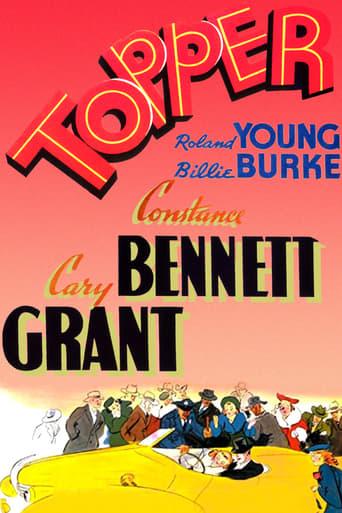 TOPPER
Roland YOUNG
Billie BURKE
Constance
BENNETT
Cary
GRANT